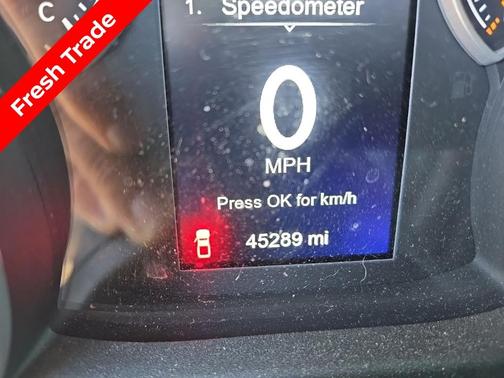 Fresh Trade
C
1. Speedometer
0
MPH
Press OK for km/h
45289 mi